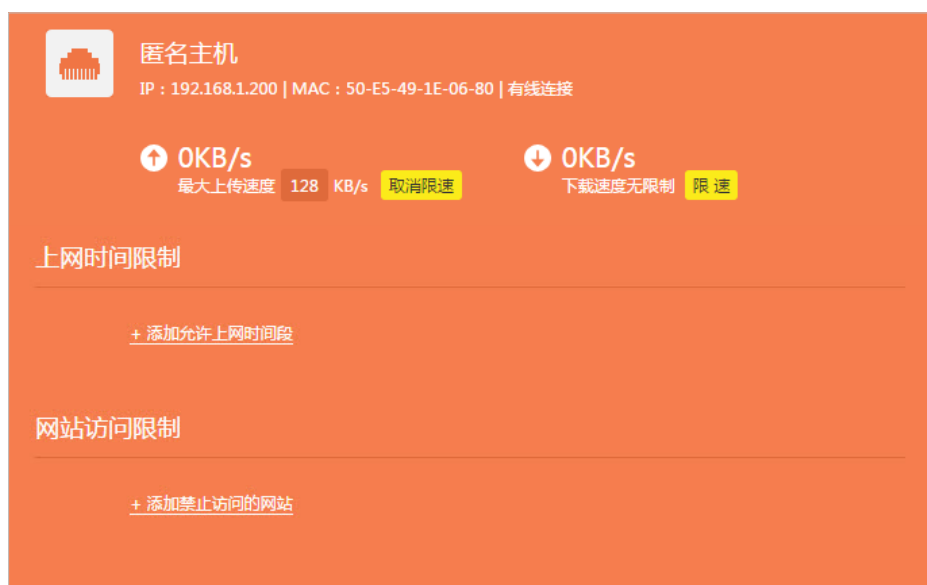 匿名主机
IP：192.168.1.200 | MAC：50-E5-49-1E-06-80 | 有线连接
0KB/s 0KB/s
最大上传速度 128 KB/s 取消限速 下载速度无限制 限 速
上网时间限制
+ 添加允许上网时间段
网站访问限制
+ 添加禁止访问的网站